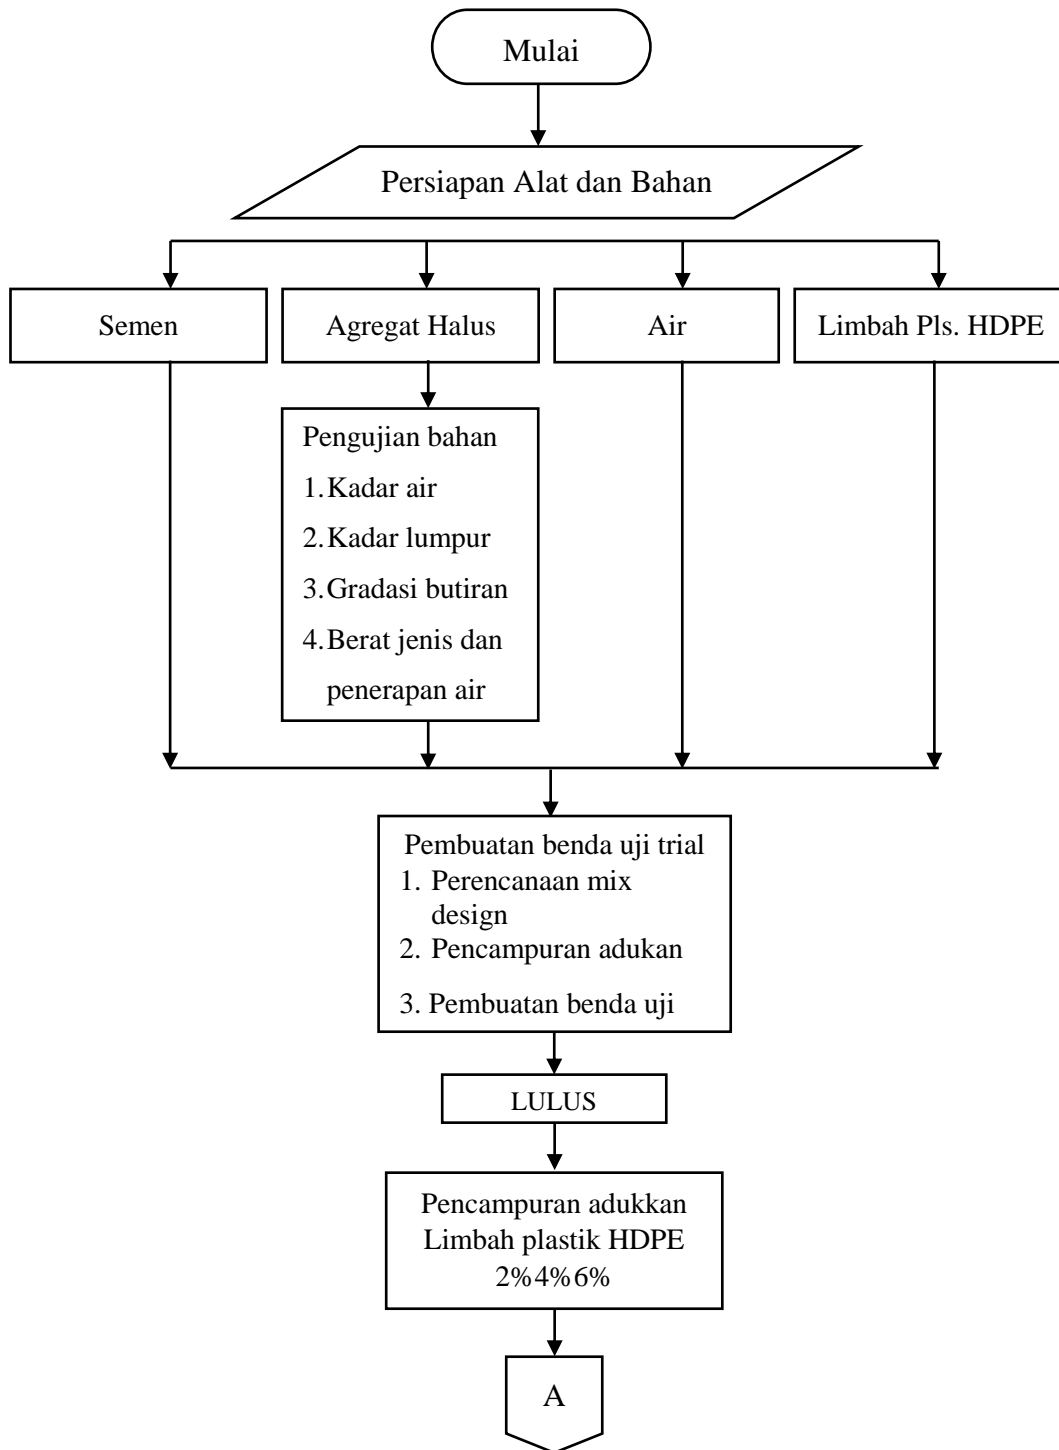 Mulai
Persiapan Alat dan Bahan
Semen
Agregat Halus
Air
Limbah Pls. HDPE
Pengujian bahan
1. Kadar air
2. Kadar lumpur
3. Gradasi butiran
4. Berat jenis dan
penerapan air
Pembuatan benda uji trial
1. Perencanaan mix
design
2. Pencampuran adukan
3. Pembuatan benda uji
LULUS
Pencampuran adukkan
Limbah plastik HDPE
2%4%6%
A